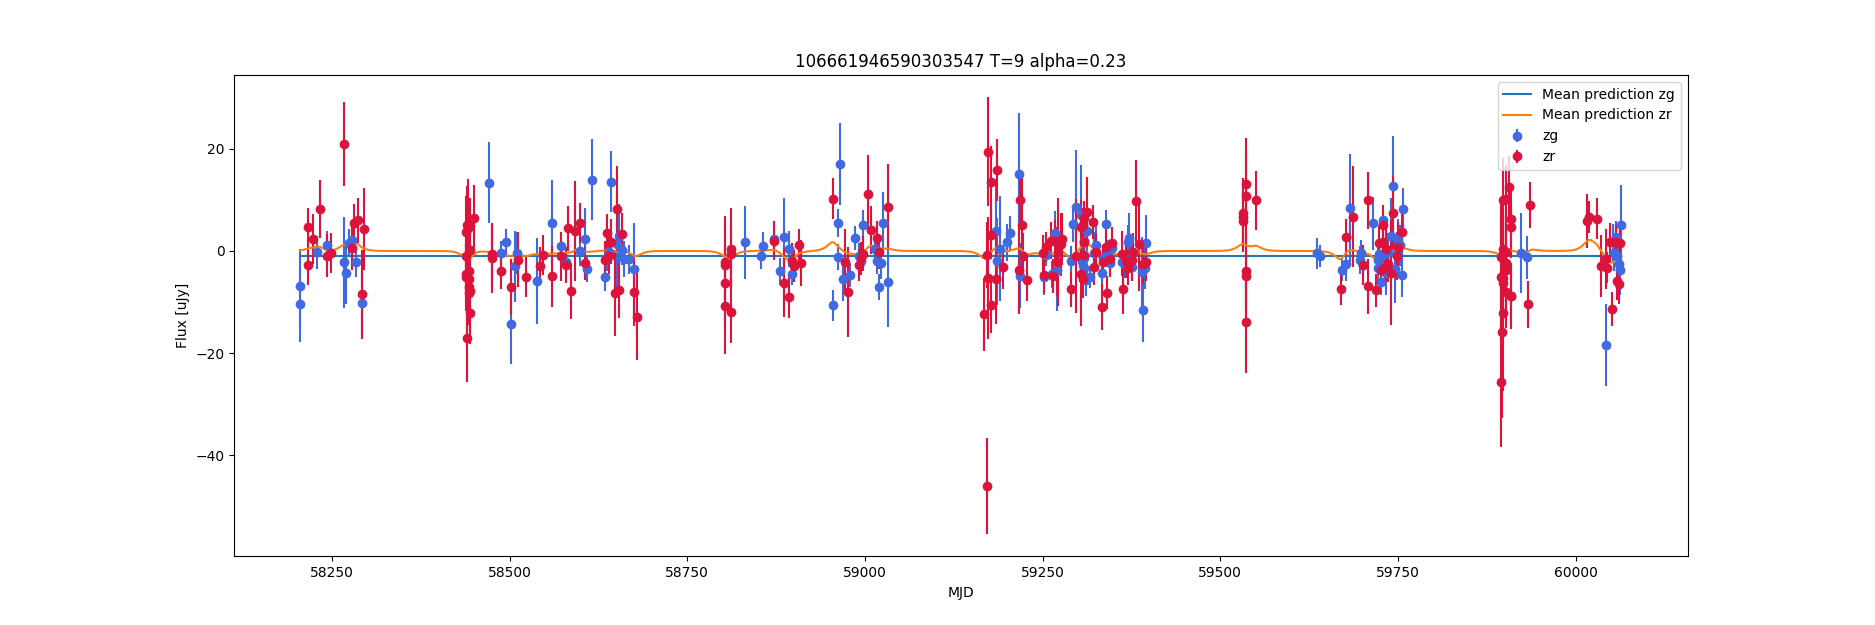 106661946590303547 T=9 alpha=0.23
Mean prediction zg
Mean prediction zr
zg
zr
Flux [uJy]
20
0
−20
−40
58250 58500 58750 59000 59250 59500 59750 60000
MJD